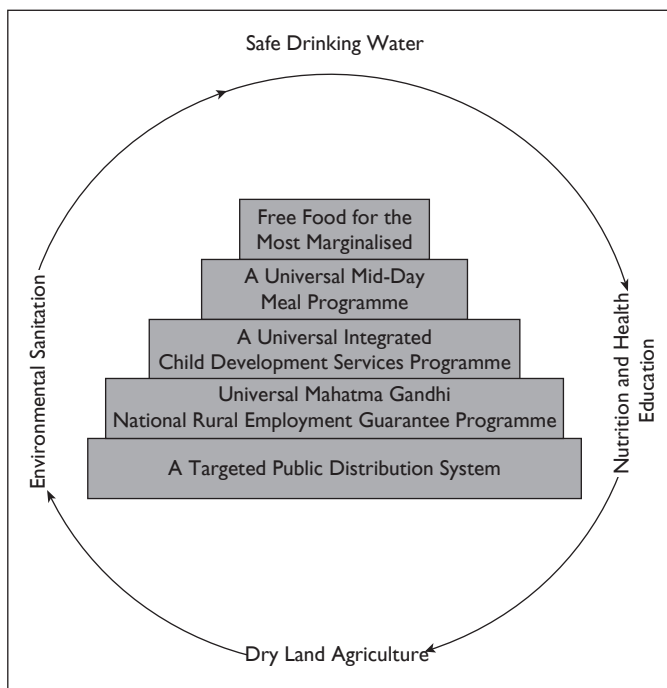 Safe Drinking Water
Free Food for the
Most Marginalised
A Universal Mid-Day
Meal Programme
A Universal Integrated
Child Development Services Programme
Universal Mahatma Gandhi
National Rural Employment Guarantee Programme
A Targeted Public Distribution System
Environmental Sanitation
Nutrition and Health
Education
Dry Land Agriculture